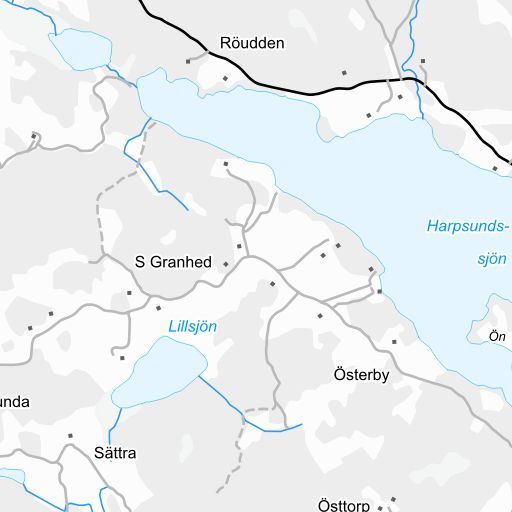 Röudden
Harpsunds-
sjön
S Granhed
Lillsjön
Ön
Österby
unda
Sättra
Östtorp